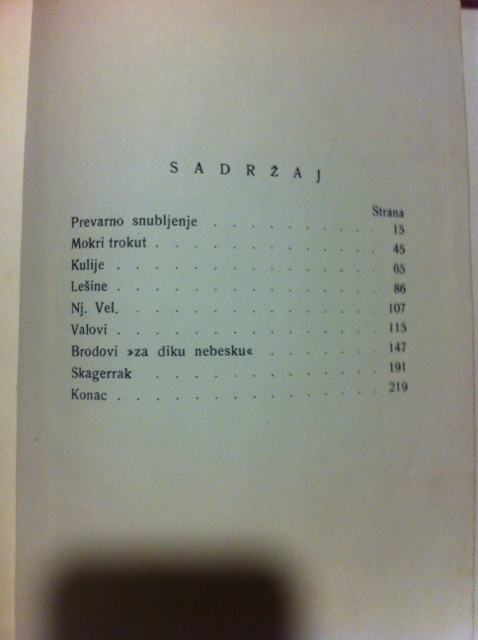 SADRŽAJ
Strana
Prevarno snubljenje . . . . . . . . . 15
Mokri trokut . . . . . . . . . . . . 45
Kulije . . . . . . . . . . . . . . 65
Lešine . . . . . . . . . . . . . . 86
Nj. Vel. . . . . . . . . . . . . . 107
Valovi . . . . . . . . . . . . . . 115
Brodovi »za diku nebesku« . . . . . . 147
Skagerrak . . . . . . . . . . . . 191
Konac . . . . . . . . . . . . . . 219